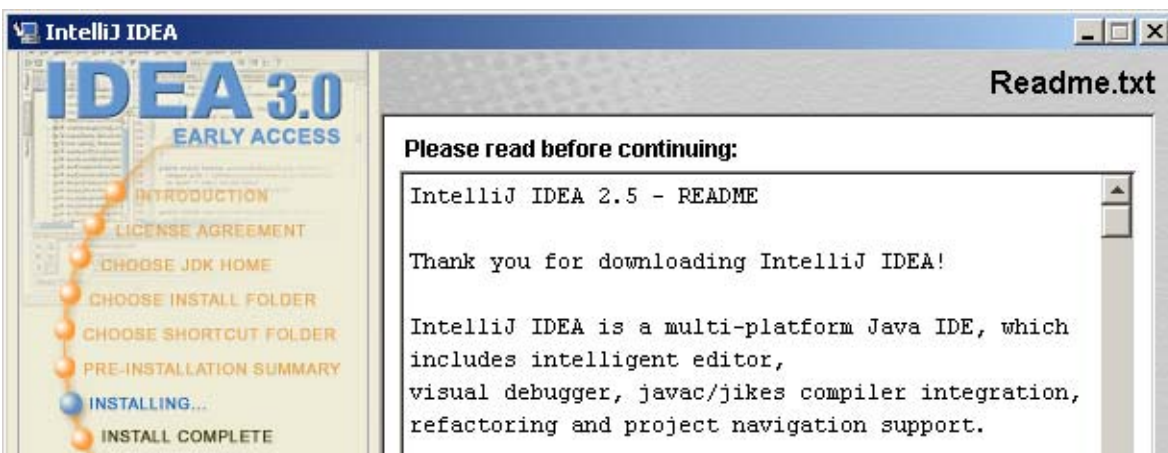 IntelliJ IDEA
IDEA 3.0
EARLY ACCESS
INTRODUCTION
LICENSE AGREEMENT
CHOOSE JDK HOME
CHOOSE INSTALL FOLDER
CHOOSE SHORTCUT FOLDER
PRE-INSTALLATION SUMMARY
INSTALLING...
INSTALL COMPLETE
Readme.txt
Please read before continuing:
IntelliJ IDEA 2.5 - README
Thank you for downloading IntelliJ IDEA!
IntelliJ IDEA is a multi-platform Java IDE, which
includes intelligent editor,
visual debugger, javac/jikes compiler integration,
refactoring and project navigation support.